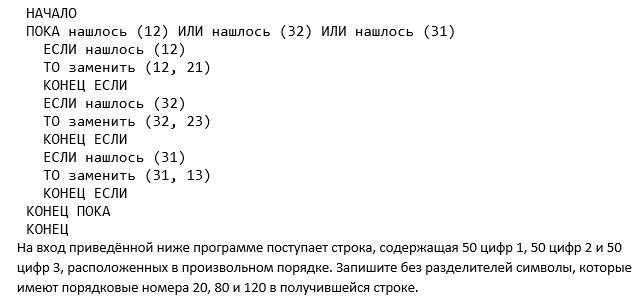 НАЧАЛО
ПОКА нашлось (12) ИЛИ нашлось (32) ИЛИ нашлось (31)
ЕСЛИ нашлось (12)
ТО заменить (12, 21)
КОНЕЦ ЕСЛИ
ЕСЛИ нашлось (32)
ТО заменить (32, 23)
КОНЕЦ ЕСЛИ
ЕСЛИ нашлось (31)
ТО заменить (31, 13)
КОНЕЦ ЕСЛИ
КОНЕЦ ПОКА
КОНЕЦ
На вход приведённой ниже программе поступает строка, содержащая 50 цифр 1, 50 цифр 2 и 50
цифр 3, расположенных в произвольном порядке. Запишите без разделителей символы, которые
имеют порядковые номера 20, 80 и 120 в получившейся строке.